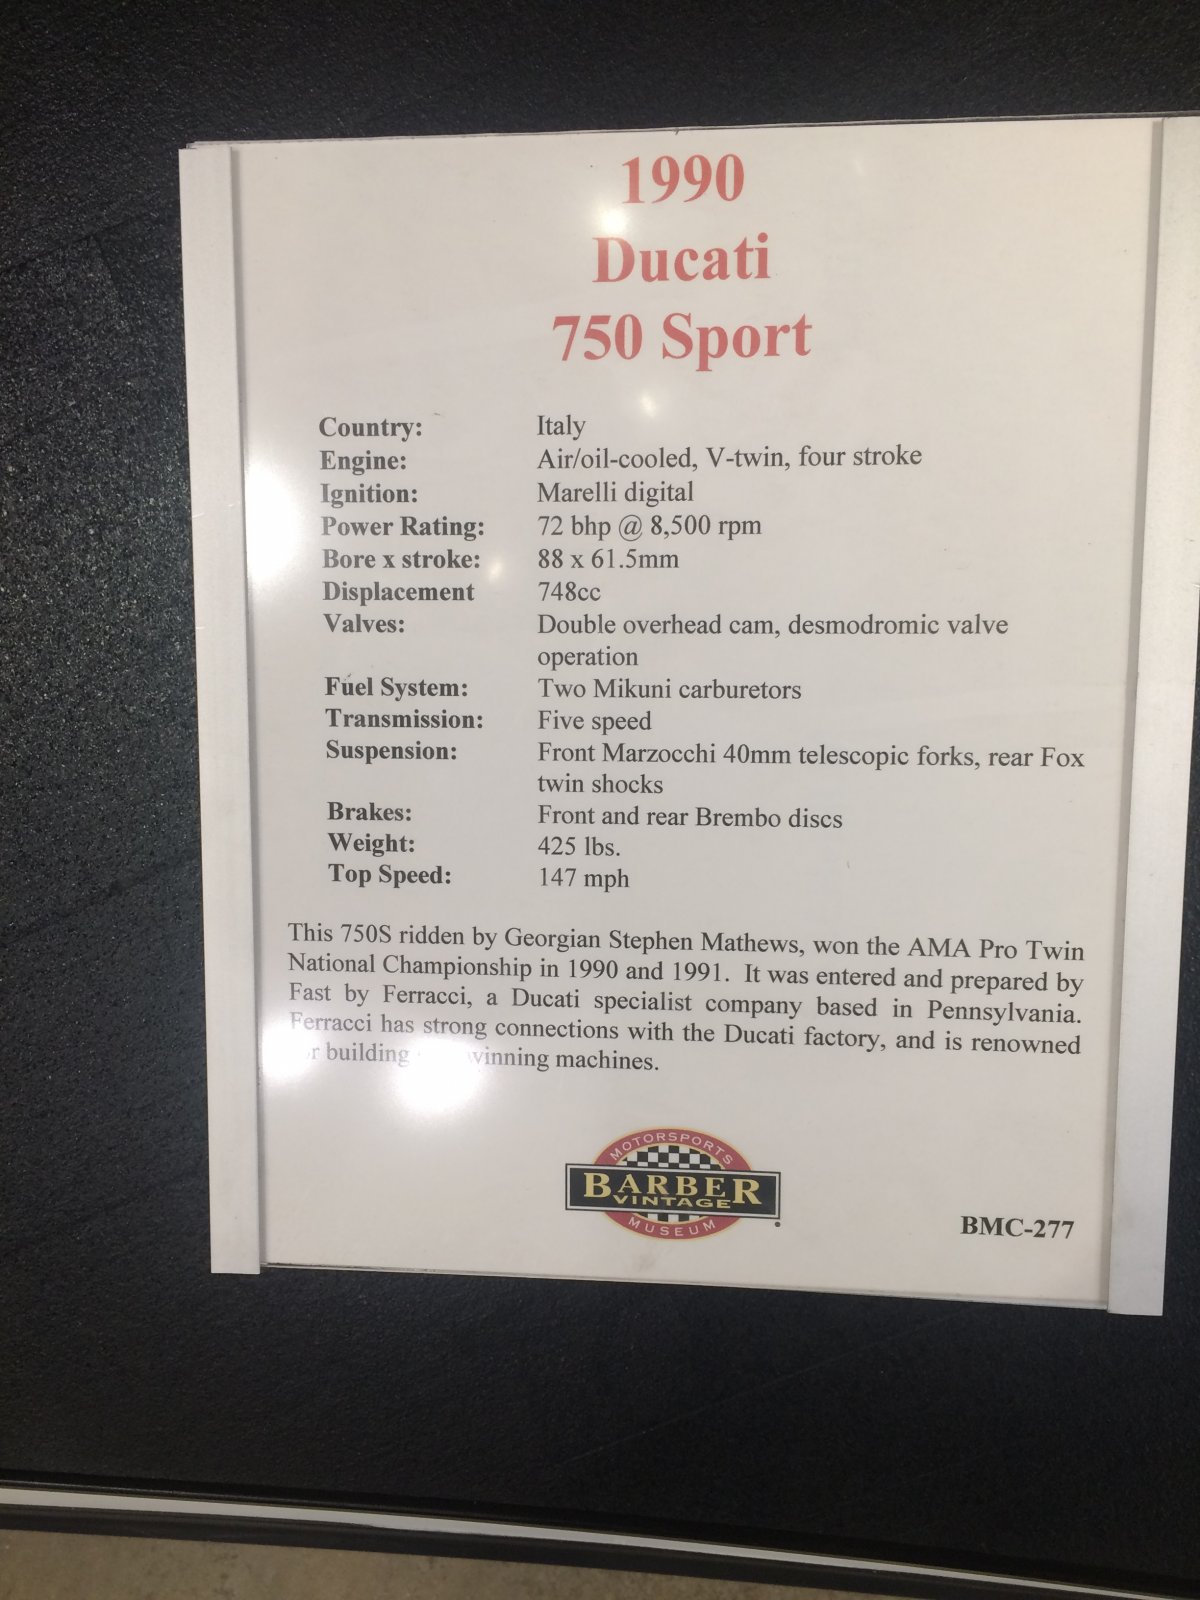 1990
Ducati
750 Sport
Country: Italy
Engine: Air/oil-cooled, V-twin, four stroke
Ignition: Marelli digital
Power Rating: 72 bhp @ 8,500 rpm
Bore x stroke: 88 x 61.5mm
Displacement 748cc
Valves: Double overhead cam, desmodromic valve
operation
Fuel System: Two Mikuni carburetors
Transmission: Five speed
Suspension: Front Marzocchi 40mm telescopic forks, rear Fox
twin shocks
Brakes: Front and rear Brembo discs
Weight: 425 lbs.
Top Speed: 147 mph
This 750S ridden by Georgian Stephen Mathews, won the AMA Pro Twin
National Championship in 1990 and 1991. It was entered and prepared by
Fast by Ferracci, a Ducati specialist company based in Pennsylvania.
Ferracci has strong connections with the Ducati factory, and is renowned
building winning machines.
MOTORSPORTS
BARBER
VINTAGE
MUSEUM
BMC-277